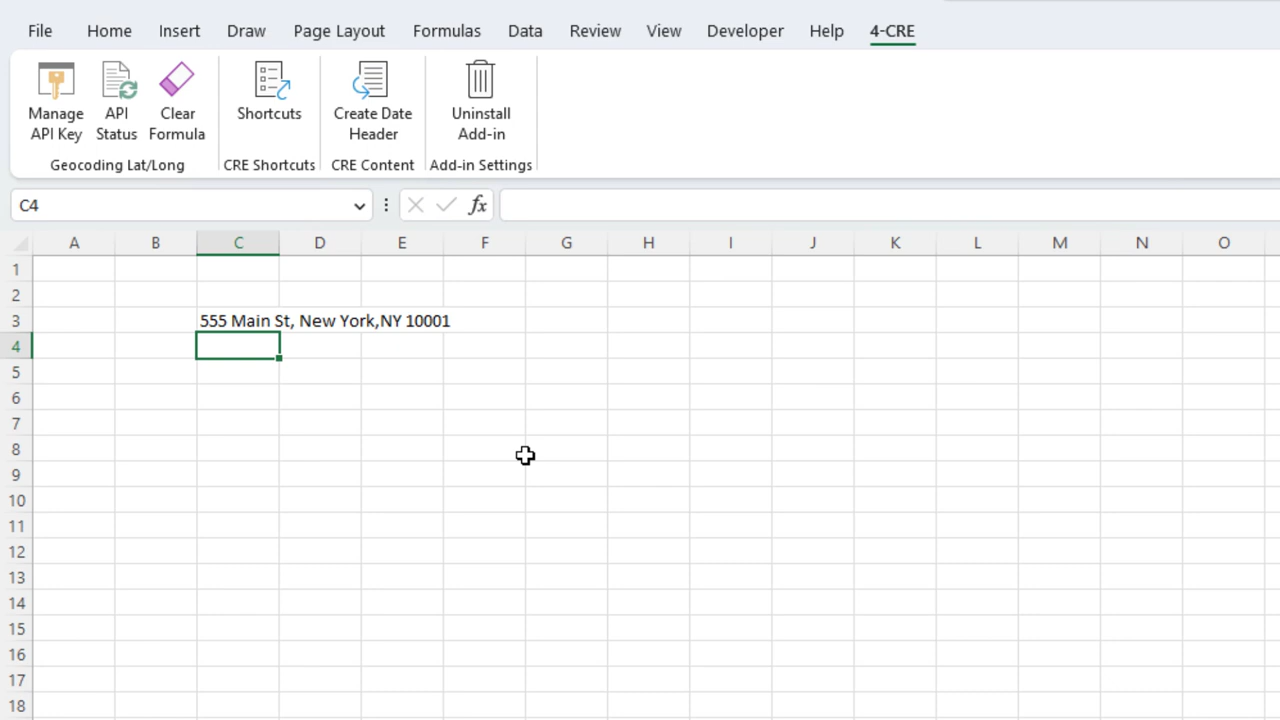 File Home Insert Draw Page Layout Formulas Data Review View Developer Help 4-CRE
Manage API Key
API Status
Clear Formula
Shortcuts
Create Date Header
Uninstall Add-in
Geocoding Lat/Long CRE Shortcuts CRE Content Add-in Settings
C4 fx
A B C D E F G H I J K L M N O
1
2
3 555 Main St, New York,NY 10001
4
5
6
7
8
9
10
11
12
13
14
15
16
17
18